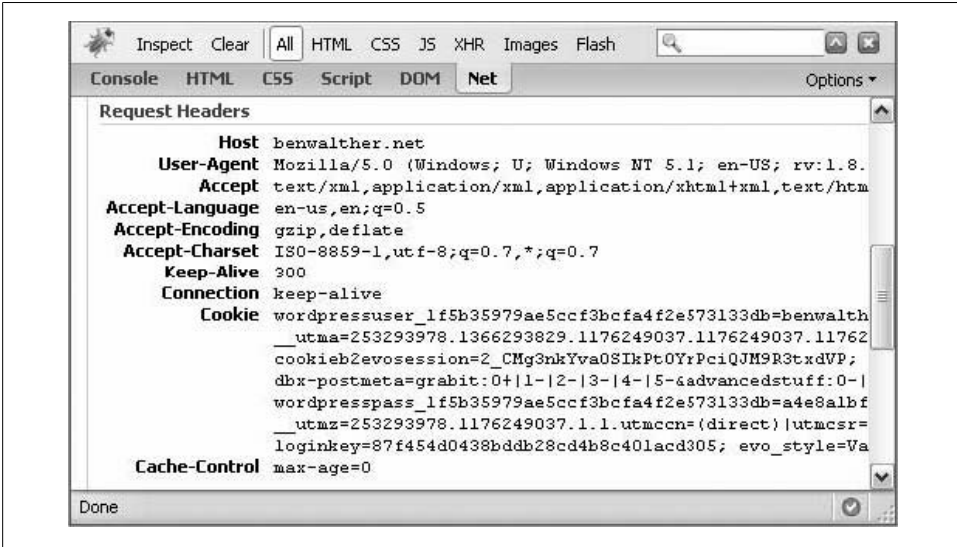 Inspect Clear All HTML CSS JS XHR Images Flash
Console HTML CSS Script DOM Net Options
Request Headers
Host benwalther.net
User-Agent Mozilla/5.0 (Windows; U; Windows NT 5.1; en-US; rv:1.8.
Accept text/xml,application/xml,application/xhtml+xml,text/htm
Accept-Language en-us,en;q=0.5
Accept-Encoding gzip,deflate
Accept-Charset ISO-8859-1,utf-8;q=0.7,*;q=0.7
Keep-Alive 300
Connection keep-alive
Cookie wordpressuser_1f5b35979ae5ccf3bcfa4f2e573133db=benwalth
__utma=253293978.1366293829.1176249037.1176249037.11762
cookieb2evosession=2_CMg3nkYva0SIkPt0YrPciQJM9R3txdVP;
dbx-postmeta=grabit:0+|1-|2-|3-|4-|5-&advancedstuff:0-|
wordpresspass_1f5b35979ae5ccf3bcfa4f2e573133db=a4e8a1bf
__utmz=253293978.1176249037.1.1.utmccn=(direct)|utmcsr=
loginkey=87f454d0438bddb28cd4b8c401acd305; evo_style=Va
Cache-Control max-age=0
Done